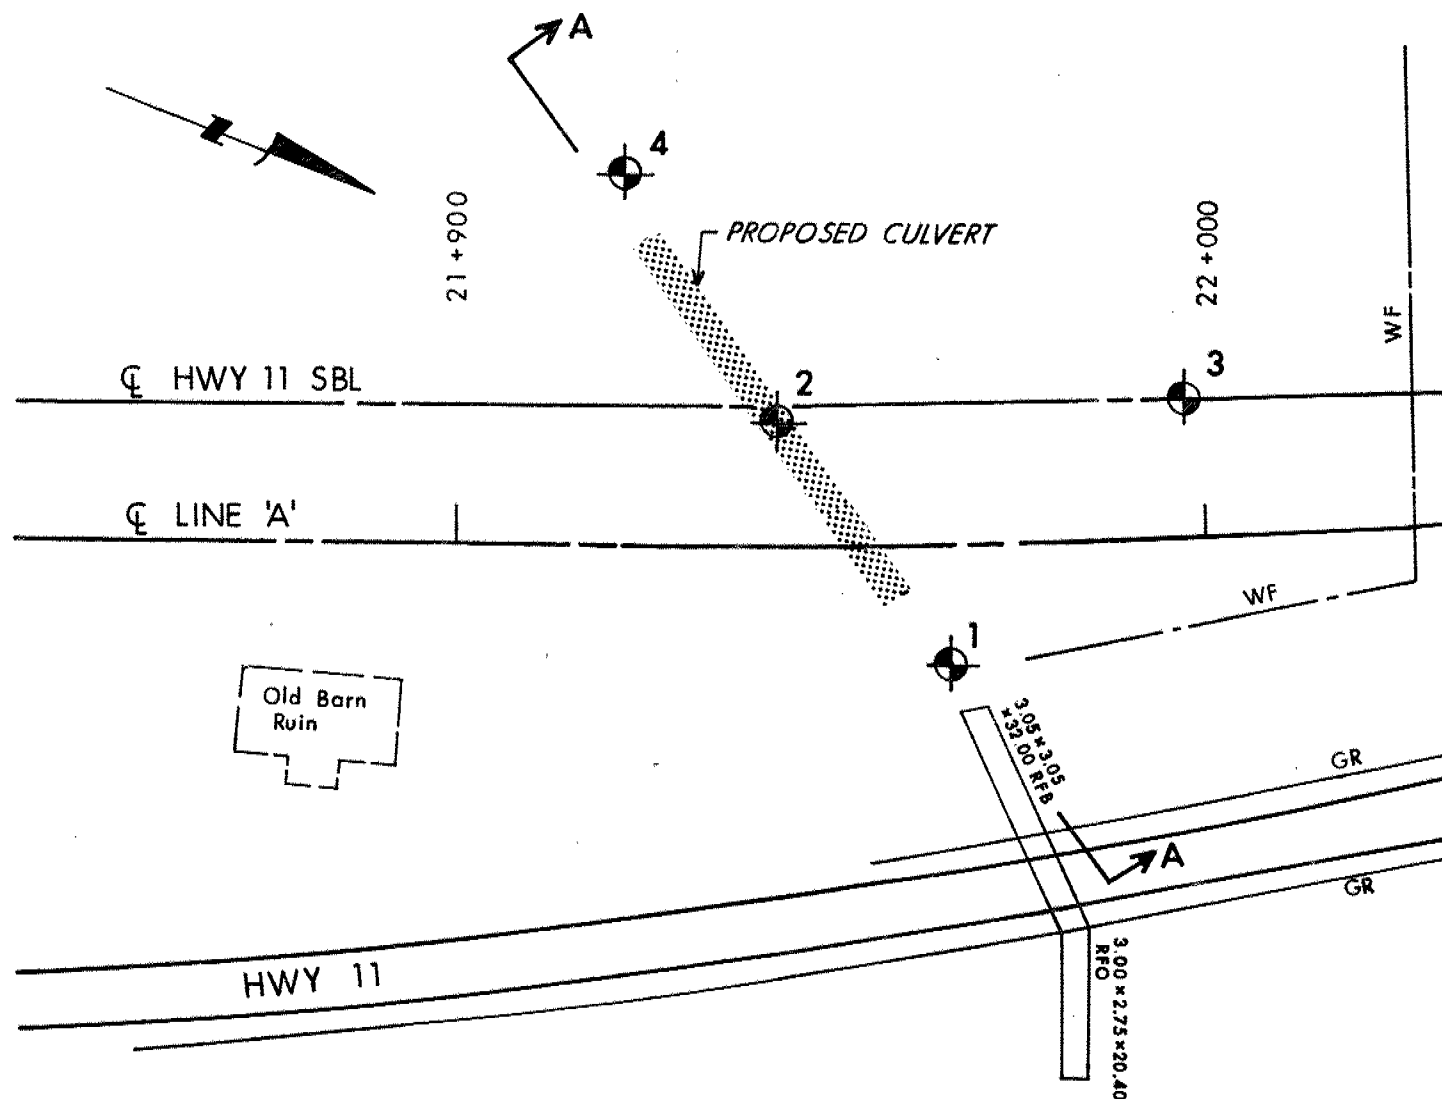 A
N
4
21+900
PROPOSED CULVERT
22+000
WF
℄ HWY 11 SBL
2
3
℄ LINE 'A'
WF
1
Old Barn
Ruin
3.05×3.05
×32.00 RFB
GR
A
GR
HWY 11
3.00×2.75×20.40
RFO